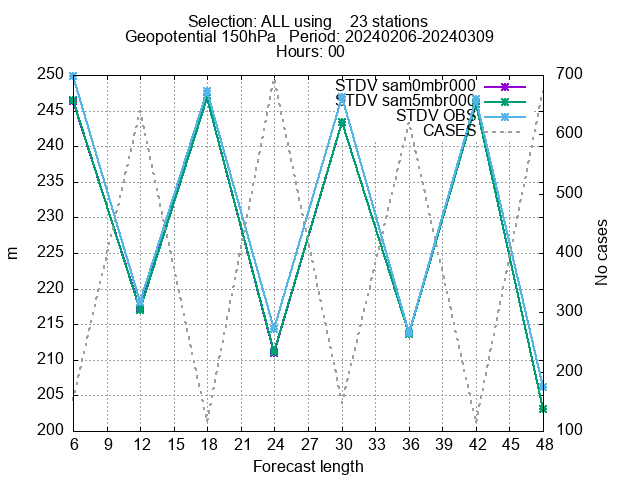 Selection: ALL using 23 stations
Geopotential 150hPa Period: 20240206-20240309
Hours: 00
STDV sam0mbr000
STDV sam5mbr000
STDV OBS
CASES
250
245
240
235
230
225
220
215
210
205
200
m
700
600
500
400
300
200
100
No cases
6 9 12 15 18 21 24 27 30 33 36 39 42 45 48
Forecast length